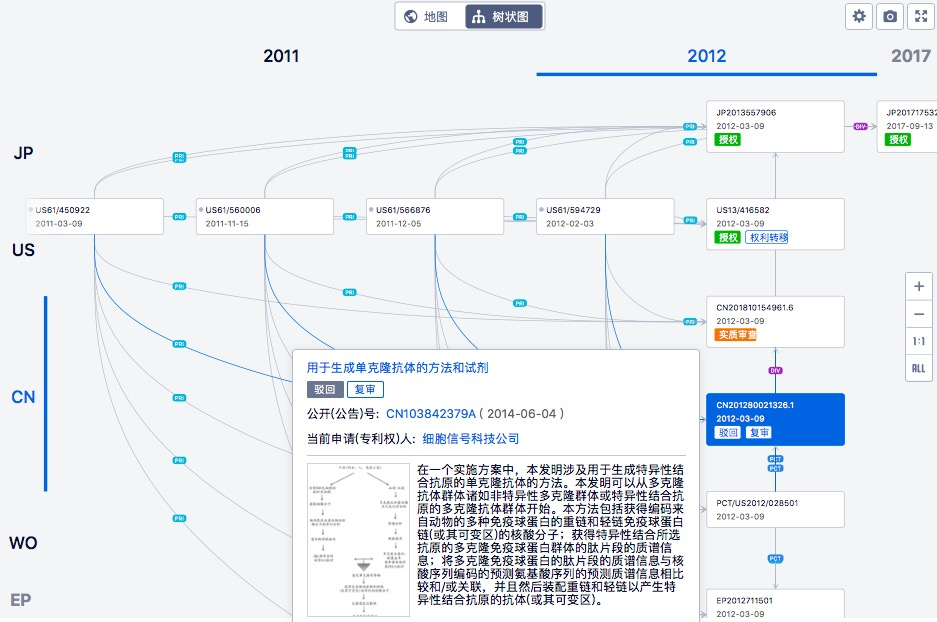 地图 树状图
2011 2012 2017
JP2013557906 JP201717532
2012-03-09 2017-09-13
PRI DIV
授权 授权
JP
PRI PRI PRI PRI
US61/450922 US61/560006 US61/566876 US61/594729 US13/416582
2011-03-09 2011-11-15 2011-12-05 2012-02-03 2012-03-09
PRI PRI PRI PRI
授权 权利转移
US
PRI PRI PRI PRI
CN201810154961.6
2012-03-09
实质审查
+
−
1:1
ALL
PRI
DIV
用于生成单克隆抗体的方法和试剂
驳回 复审
公开(公告)号: CN103842379A ( 2014-06-04 )
当前申请(专利权)人: 细胞信号科技公司
CN
PRI
CN201280021326.1
2012-03-09
驳回 复审
PRI
PCT
PCT
在一个实施方案中，本发明涉及用于生成特异性结
合抗原的单克隆抗体的方法。本发明可以从多克隆
抗体群体诸如非特异性多克隆群体或特异性结合抗
原的多克隆抗体群体开始。本方法包括获得编码来
自动物的多种免疫球蛋白的重链和轻链免疫球蛋白
链(或其可变区)的核酸分子；获得特异性结合所选
抗原的多克隆免疫球蛋白群体的肽片段的质谱信
息；将多克隆免疫球蛋白的肽片段的质谱信息与核
酸序列编码的预测氨基酸序列的预测质谱信息相比
较和/或关联，并且然后装配重链和轻链以产生特
异性结合抗原的抗体(或其可变区)。
PCT/US2012/028501
2012-03-09
PRI
WO
PCT
EP
EP2012711501
2012-03-09